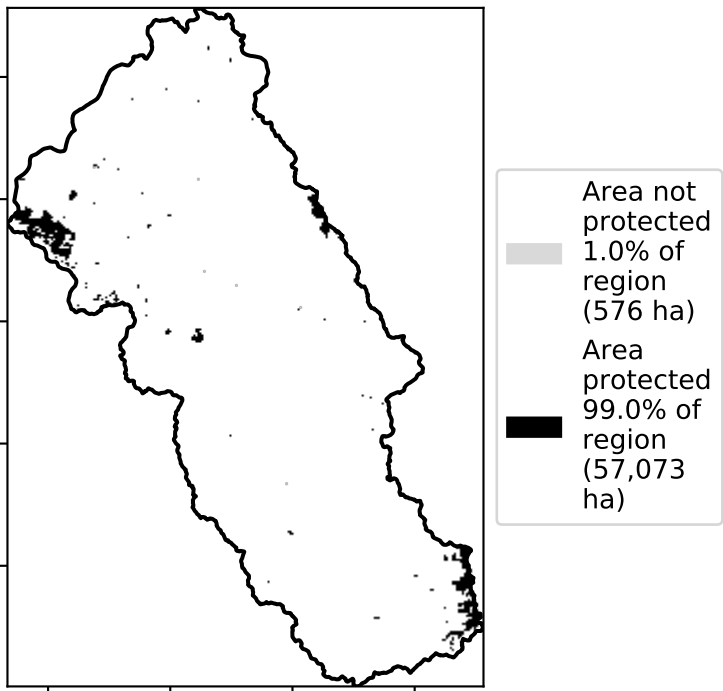 Area not
protected
1.0% of
region
(576 ha)
Area
protected
99.0% of
region
(57,073
ha)